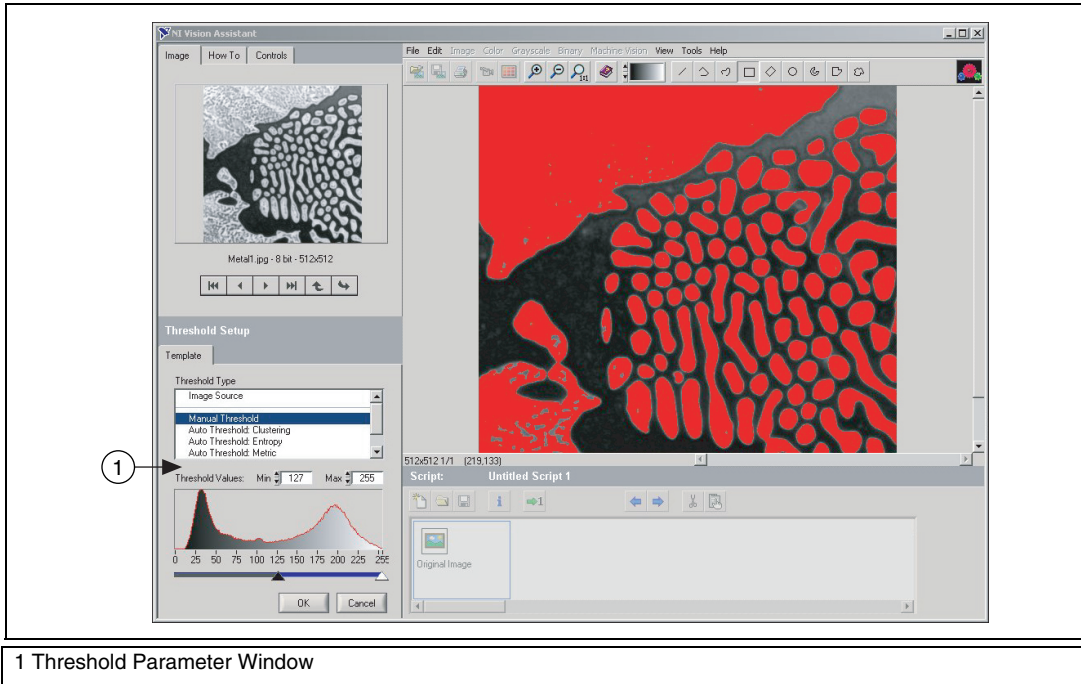 NI Vision Assistant
Image How To Controls
File Edit Image Color Grayscale Binary Machine Vision View Tools Help
1X1
Metal1.jpg - 8 bit - 512x512
Threshold Setup
Template
Threshold Type
Image Source
Manual Threshold
Auto Threshold: Clustering
Auto Threshold: Entropy
Auto Threshold: Metric
1
Threshold Values: Min 127 Max 255
0 25 50 75 100 125 150 175 200 225 255
OK Cancel
512x512 1/1 (219,133)
Script: Untitled Script 1
i 1
Original Image
1 Threshold Parameter Window